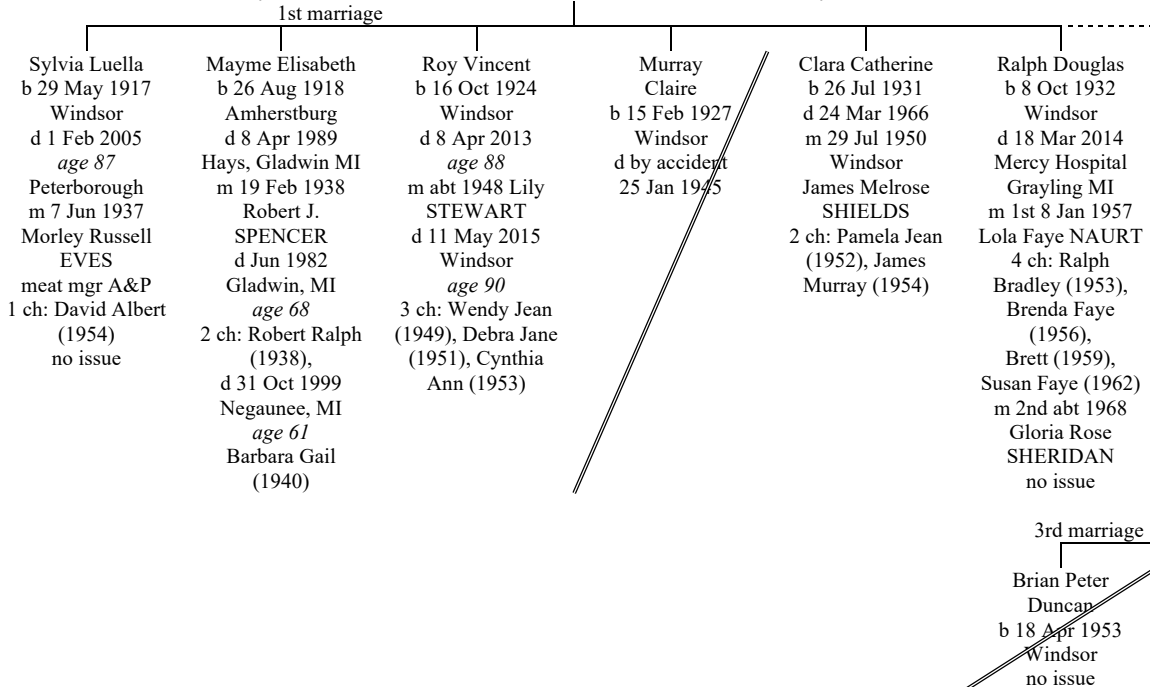 1st marriage
Sylvia Luella
b 29 May 1917
Windsor
d 1 Feb 2005
age 87
Peterborough
m 7 Jun 1937
Morley Russell
EVES
meat mgr A&P
1 ch: David Albert
(1954)
no issue
Mayme Elisabeth
b 26 Aug 1918
Amherstburg
d 8 Apr 1989
Hays, Gladwin MI
m 19 Feb 1938
Robert J.
SPENCER
d Jun 1982
Gladwin, MI
age 68
2 ch: Robert Ralph
(1938),
d 31 Oct 1999
Negaunee, MI
age 61
Barbara Gail
(1940)
Roy Vincent
b 16 Oct 1924
Windsor
d 8 Apr 2013
age 88
m abt 1948 Lily
STEWART
d 11 May 2015
Windsor
age 90
3 ch: Wendy Jean
(1949), Debra Jane
(1951), Cynthia
Ann (1953)
Murray
Claire
b 15 Feb 1927
Windsor
d by accident
25 Jan 1945
Clara Catherine
b 26 Jul 1931
d 24 Mar 1966
m 29 Jul 1950
Windsor
James Melrose
SHIELDS
2 ch: Pamela Jean
(1952), James
Murray (1954)
Ralph Douglas
b 8 Oct 1932
Windsor
d 18 Mar 2014
Mercy Hospital
Grayling MI
m 1st 8 Jan 1957
Lola Faye NAURT
4 ch: Ralph
Bradley (1953),
Brenda Faye
(1956),
Brett (1959),
Susan Faye (1962)
m 2nd abt 1968
Gloria Rose
SHERIDAN
no issue
3rd marriage
Brian Peter
Duncan
b 18 Apr 1953
Windsor
no issue